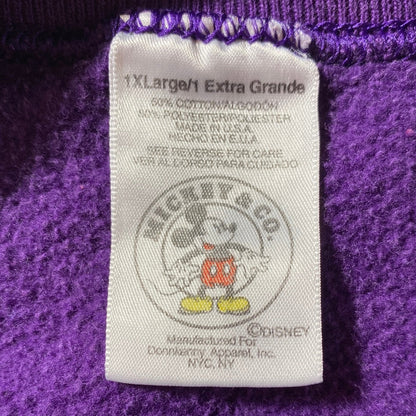 1XLarge/1 Extra Grande
50% COTTON/ALGODÓN
50% POLYESTER/POLIESTER
MADE IN U.S.A.
HECHO EN E.U.A.
SEE REVERSE FOR CARE
VER AL DORSO PARA CUIDADO
MICKEY & CO.
©DISNEY
Manufactured For
Donnkenny Apparel, Inc.
NYC, NY